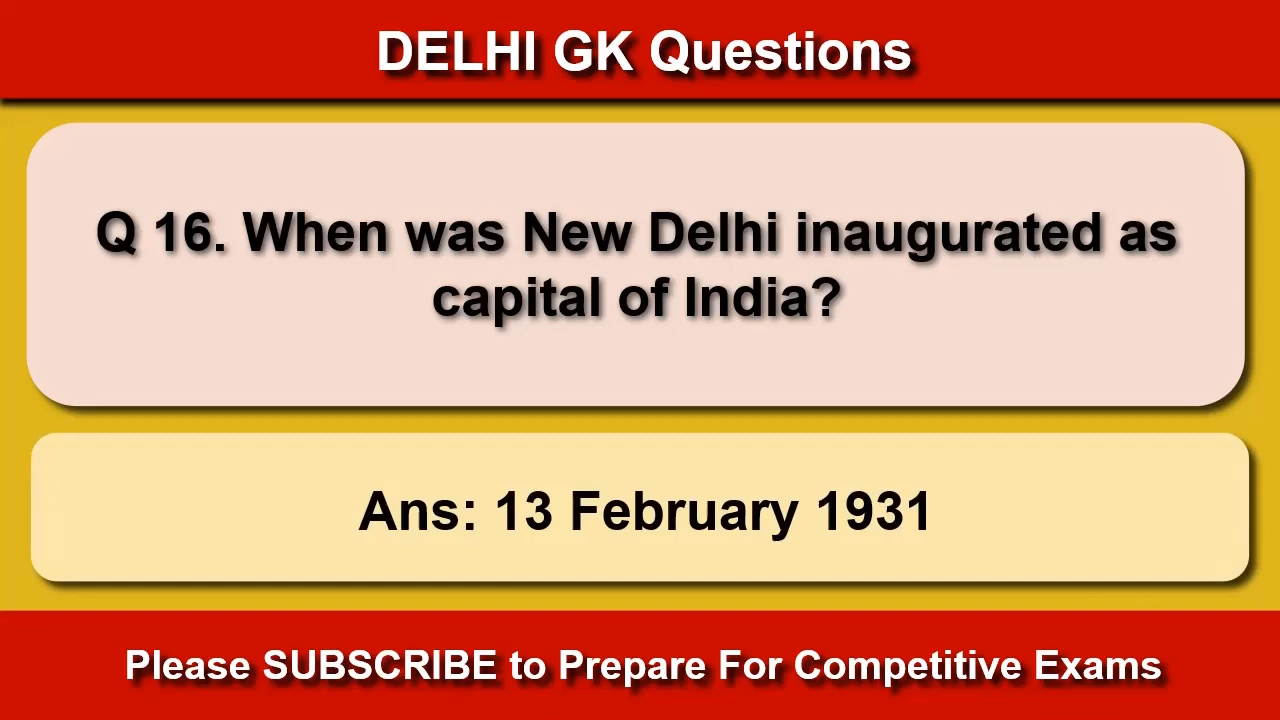 DELHI GK Questions
Q 16. When was New Delhi inaugurated as
capital of India?
Ans: 13 February 1931
Please SUBSCRIBE to Prepare For Competitive Exams